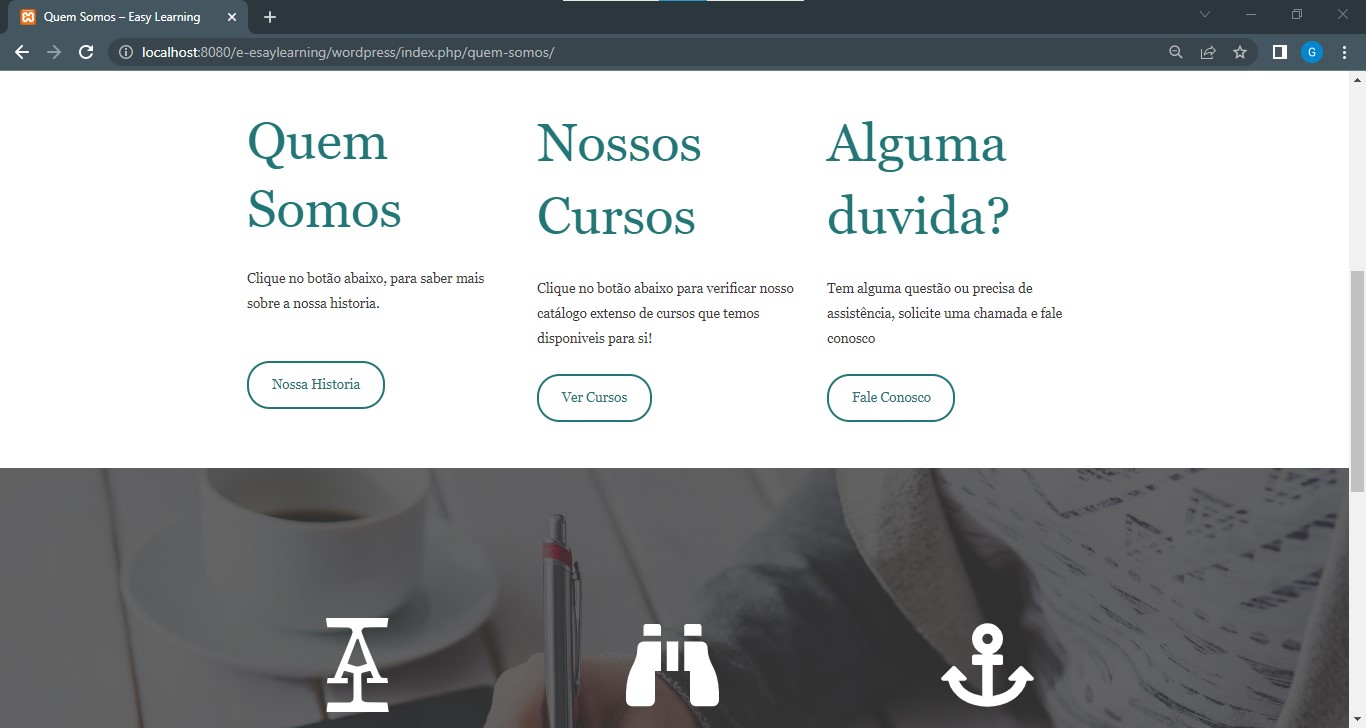 Quem Somos – Easy Learning
localhost:8080/e-esaylearning/wordpress/index.php/quem-somos/
G
Quem
Somos
Clique no botão abaixo, para saber mais
sobre a nossa historia.
Nossa Historia
Nossos
Cursos
Clique no botão abaixo para verificar nosso
catálogo extenso de cursos que temos
disponiveis para si!
Ver Cursos
Alguma
duvida?
Tem alguma questão ou precisa de
assistência, solicite uma chamada e fale
conosco
Fale Conosco